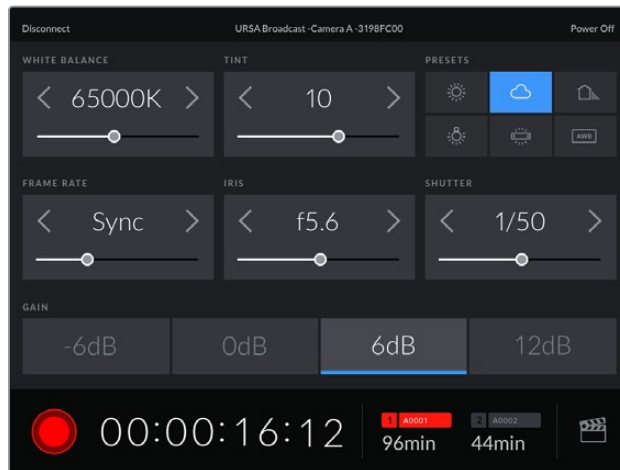 Disconnect
URSA Broadcast -Camera A -3198FC00
Power Off
WHITE BALANCE
TINT
PRESETS
65000K
10
AWB
FRAME RATE
IRIS
SHUTTER
Sync
f5.6
1/50
GAIN
-6dB
0dB
6dB
12dB
00:00:16:12
1 A0001
96min
2 A0002
44min